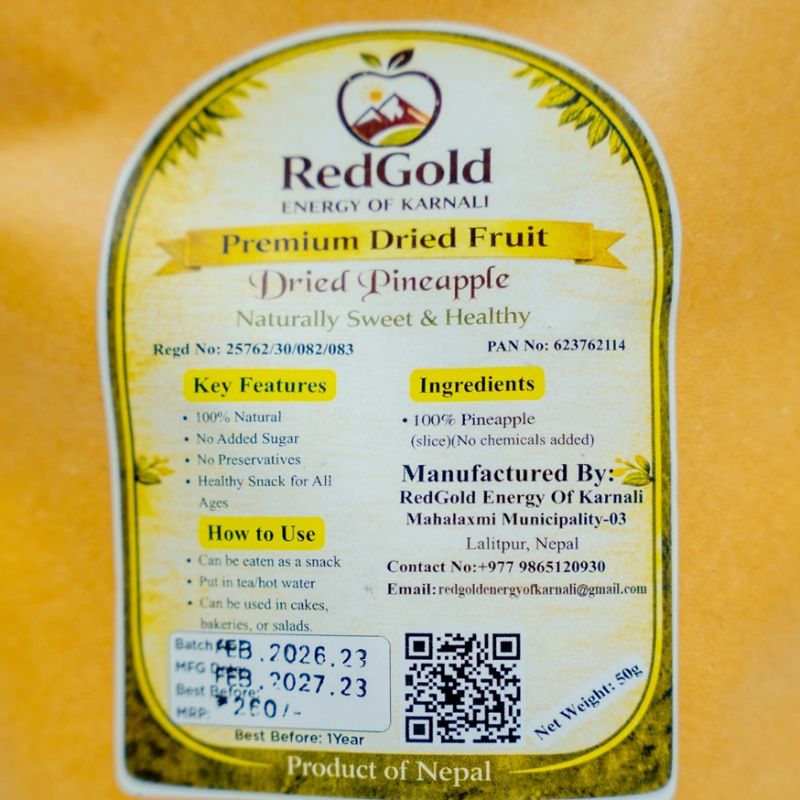 RedGold
ENERGY OF KARNALI
Premium Dried Fruit
Dried Pineapple
Naturally Sweet & Healthy
Regd No: 25762/30/082/083
PAN No: 623762114
Key Features
• 100% Natural
• No Added Sugar
• No Preservatives
• Healthy Snack for All
Ages
How to Use
• Can be eaten as a snack
• Put in tea/hot water
• Can be used in cakes,
bakeries, or salads.
Ingredients
• 100% Pineapple
(slice)(No chemicals added)
Manufactured By:
RedGold Energy Of Karnali
Mahalaxmi Municipality-03
Lalitpur, Nepal
Contact No:+977 9865120930
Email:redgoldenergyofkarnali@gmail.com
Batch
FEB.2026.23
MFG
FEB.2027.23
Best Before:
MRP:
Best Before: 1Year
Net Weight: 50g
Product of Nepal